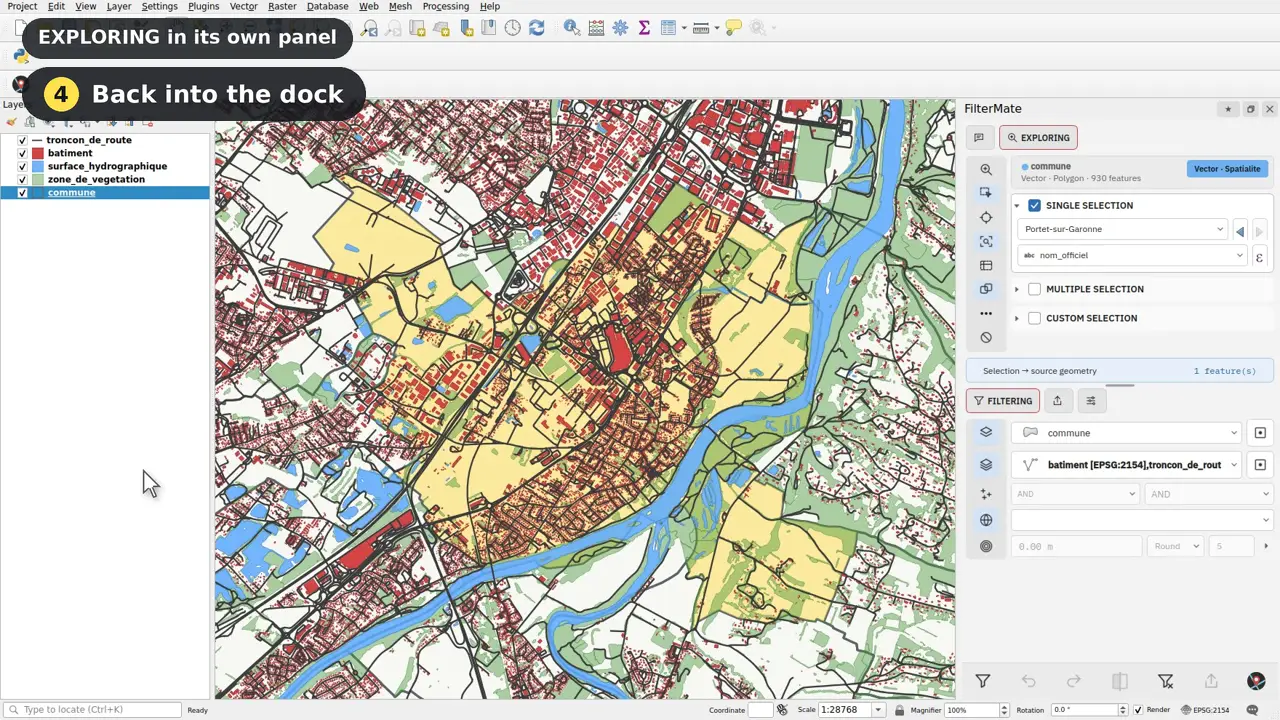 Project Edit View Layer Settings Plugins Vector Raster Database Web Mesh Processing Help
EXPLORING in its own panel
4 Back into the dock
FilterMate
EXPLORING
troncon_de_route
batiment
surface_hydrographique
zone_de_vegetation
commune
commune
Vector · Polygon · 930 features
Vector · Spatialite
SINGLE SELECTION
Portet-sur-Garonne
abc nom_officiel
ε
MULTIPLE SELECTION
CUSTOM SELECTION
Selection → source geometry 1 feature(s)
FILTERING
commune
batiment [EPSG:2154],troncon_de_rout
AND AND
0.00 m Round 5
Type to locate (Ctrl+K) Ready Coordinate Scale 1:28768 Magnifier 100% Rotation 0.0 ° Render EPSG:2154